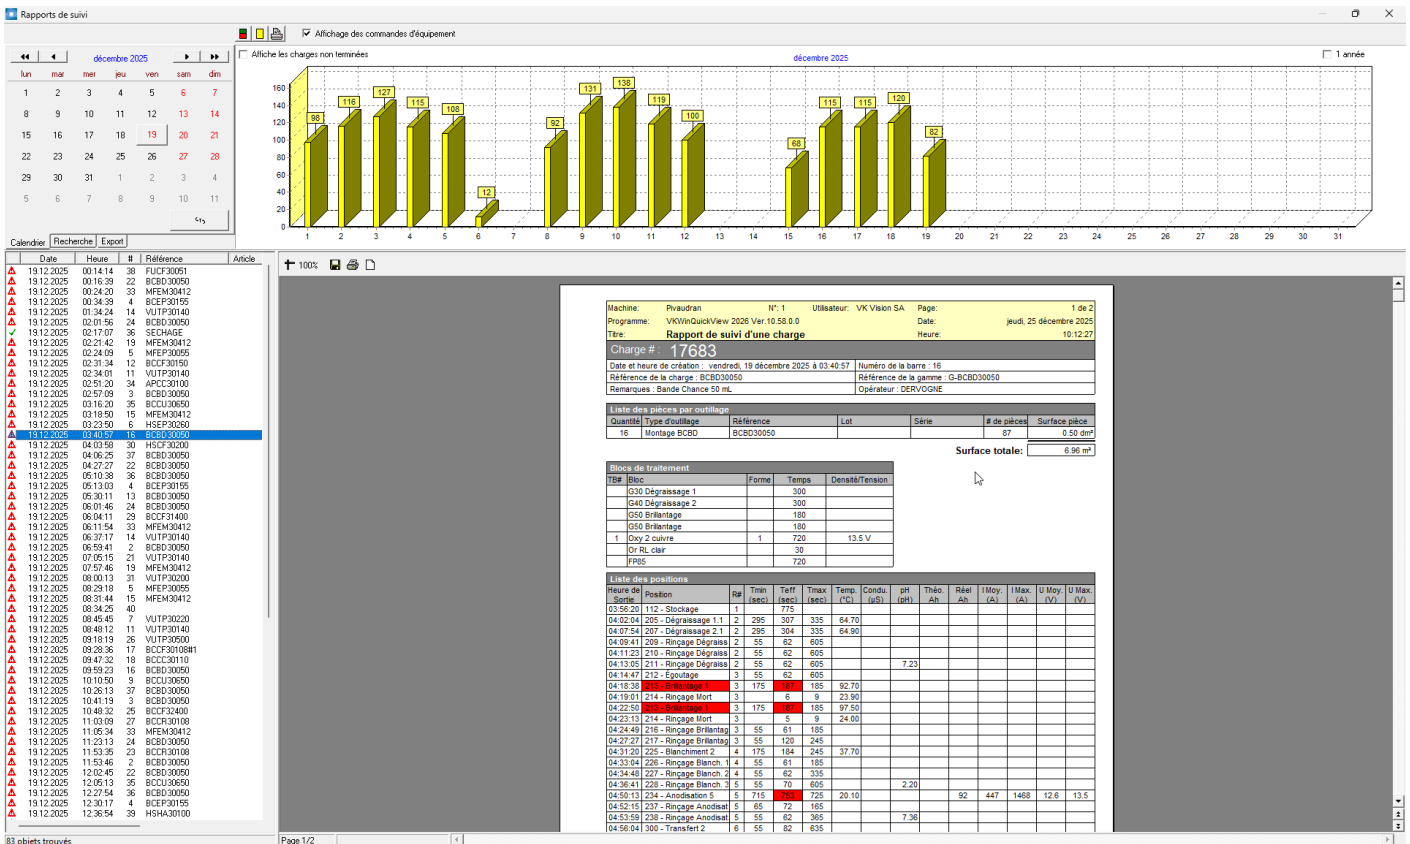 Rapports de suivi
Affichage des commandes d'équipement
décembre 2025
lun mar mer jeu ven sam dim
1 2 3 4 5 6 7
8 9 10 11 12 13 14
15 16 17 18 19 20 21
22 23 24 25 26 27 28
29 30 31 1 2 3 4
5 6 7 8 9 10 11
Calendrier Recherche Export
Affiche les charges non terminées
décembre 2025
1 année
160
140
120
100
80
60
40
20
0
98 116 127 115 108 12 92 131 138 119 100 68 115 115 120 82
1 2 3 4 5 6 7 8 9 10 11 12 13 14 15 16 17 18 19 20 21 22 23 24 25 26 27 28 29 30 31
Date Heure # Référence Article
19.12.2025 00:14:14 38 FUCF30051
19.12.2025 00:16:39 22 BCBD30050
19.12.2025 00:24:20 33 MFEM30412
19.12.2025 00:34:39 4 BCEP30155
19.12.2025 01:34:24 14 VUTP30140
19.12.2025 02:01:56 24 BCBD30050
19.12.2025 02:17:07 36 SECHAGE
19.12.2025 02:21:42 19 MFEM30412
19.12.2025 02:24:09 5 MFEP30055
19.12.2025 02:31:34 12 BCCF30150
19.12.2025 02:34:01 11 VUTP30140
19.12.2025 02:51:20 34 APCC30100
19.12.2025 02:57:09 3 BCBD30050
19.12.2025 03:16:20 35 BCCU30650
19.12.2025 03:18:50 15 MFEM30412
19.12.2025 03:23:50 6 HSEP30260
19.12.2025 03:40:57 16 BCBD30050
19.12.2025 04:03:58 30 HSCF30200
19.12.2025 04:06:25 37 BCBD30050
19.12.2025 04:27:27 22 BCBD30050
19.12.2025 05:10:38 36 BCBD30050
19.12.2025 05:13:03 4 BCEP30155
19.12.2025 05:30:11 13 BCBD30050
19.12.2025 06:01:46 24 BCBD30050
19.12.2025 06:04:11 29 BCCF31400
19.12.2025 06:11:54 33 MFEM30412
19.12.2025 06:37:17 14 VUTP30140
19.12.2025 06:59:41 2 BCBD30050
19.12.2025 07:05:15 21 VUTP30140
19.12.2025 07:57:46 19 MFEM30412
19.12.2025 08:00:13 31 VUTP30200
19.12.2025 08:29:18 5 MFEP30055
19.12.2025 08:31:44 15 MFEM30412
19.12.2025 08:34:25 40
19.12.2025 08:45:45 7 VUTP30220
19.12.2025 08:48:12 11 VUTP30140
19.12.2025 09:18:19 26 VUTP30500
19.12.2025 09:28:36 17 BCCF30108#1
19.12.2025 09:47:32 18 BCCC30110
19.12.2025 09:59:23 16 BCBD30050
19.12.2025 10:10:50 9 BCCU30650
19.12.2025 10:26:13 37 BCBD30050
19.12.2025 10:41:19 3 BCBD30050
19.12.2025 10:48:32 25 BCCF32400
19.12.2025 11:03:09 27 BCCR30108
19.12.2025 11:05:34 33 MFEM30412
19.12.2025 11:23:13 24 BCBD30050
19.12.2025 11:53:35 23 BCCR30108
19.12.2025 11:53:46 2 BCBD30050
19.12.2025 12:02:45 22 BCBD30050
19.12.2025 12:05:13 35 BCCU30650
19.12.2025 12:27:54 36 BCBD30050
19.12.2025 12:30:17 4 BCEP30155
19.12.2025 12:36:54 39 HSHA30100
83 objets trouvés
100%
Machine: Pivaudran N°: 1 Utilisateur: VK Vision SA Page: 1 de 2
Programme: VKWinQuickView 2026 Ver.10.58.0.0 Date: jeudi, 25 décembre 2025
Titre: Rapport de suivi d'une charge Heure: 10:12:27
Charge # : 17683
Date et heure de création : vendredi, 19 décembre 2025 à 03:40:57 Numéro de la barre : 16
Référence de la charge : BCBD30050 Référence de la gamme : G-BCBD30050
Remarques : Bande Chance 50 mL Opérateur : DERVOGNE
Liste des pièces par outillage
Quantité Type d'outillage Référence Lot Série # de pièces Surface pièce
16 Montage BCBD BCBD30050 87 0.50 dm²
Surface totale: 6.96 m²
Blocs de traitement
TB# Bloc Forme Temps Densité/Tension
G30 Dégraissage 1 300
G40 Dégraissage 2 300
G50 Brillantage 180
G50 Brillantage 180
1 Oxy 2 cuivre 1 720 13.5 V
Or RL clair 30
FP85 720
Liste des positions
Heure de Sortie Position R# Tmin (sec) Teff (sec) Tmax (sec) Temp. (°C) Condu. (µS) pH (pH) Théo. Ah Réel Ah I Moy. (A) I Max. (A) U Moy. (V) U Max. (V)
03:56:20 112 - Stockage 1 775
04:02:04 205 - Dégraissage 1.1 2 295 307 335 64.70
04:07:54 207 - Dégraissage 2.1 2 295 304 335 64.90
04:09:41 209 - Rinçage Dégraiss 2 55 62 605
04:11:23 210 - Rinçage Dégraiss 2 55 62 605
04:13:05 211 - Rinçage Dégraiss 2 55 62 605 7.23
04:14:47 212 - Égoutage 3 55 62 605
04:18:38 213 - Brillantage 1 3 175 187 185 92.70
04:19:01 214 - Rinçage Mort 3 6 9 23.90
04:22:50 213 - Brillantage 1 3 175 187 185 97.50
04:23:13 214 - Rinçage Mort 3 5 9 24.00
04:24:49 216 - Rinçage Brillantag 3 55 61 185
04:27:27 217 - Rinçage Brillantag 3 55 120 245
04:31:20 225 - Blanchiment 2 4 175 184 245 37.70
04:33:04 226 - Rinçage Blanch. 1 4 55 61 185
04:34:48 227 - Rinçage Blanch. 2 4 55 62 335
04:36:41 228 - Rinçage Blanch. 3 5 55 70 605 2.20
04:50:13 234 - Anodisation 5 5 715 753 725 20.10 92 447 1468 12.6 13.5
04:52:15 237 - Rinçage Anodisat 5 65 72 165
04:53:59 238 - Rinçage Anodisat 5 55 62 365 7.36
04:56:04 300 - Transfert 2 6 55 82 635
Page 1/2